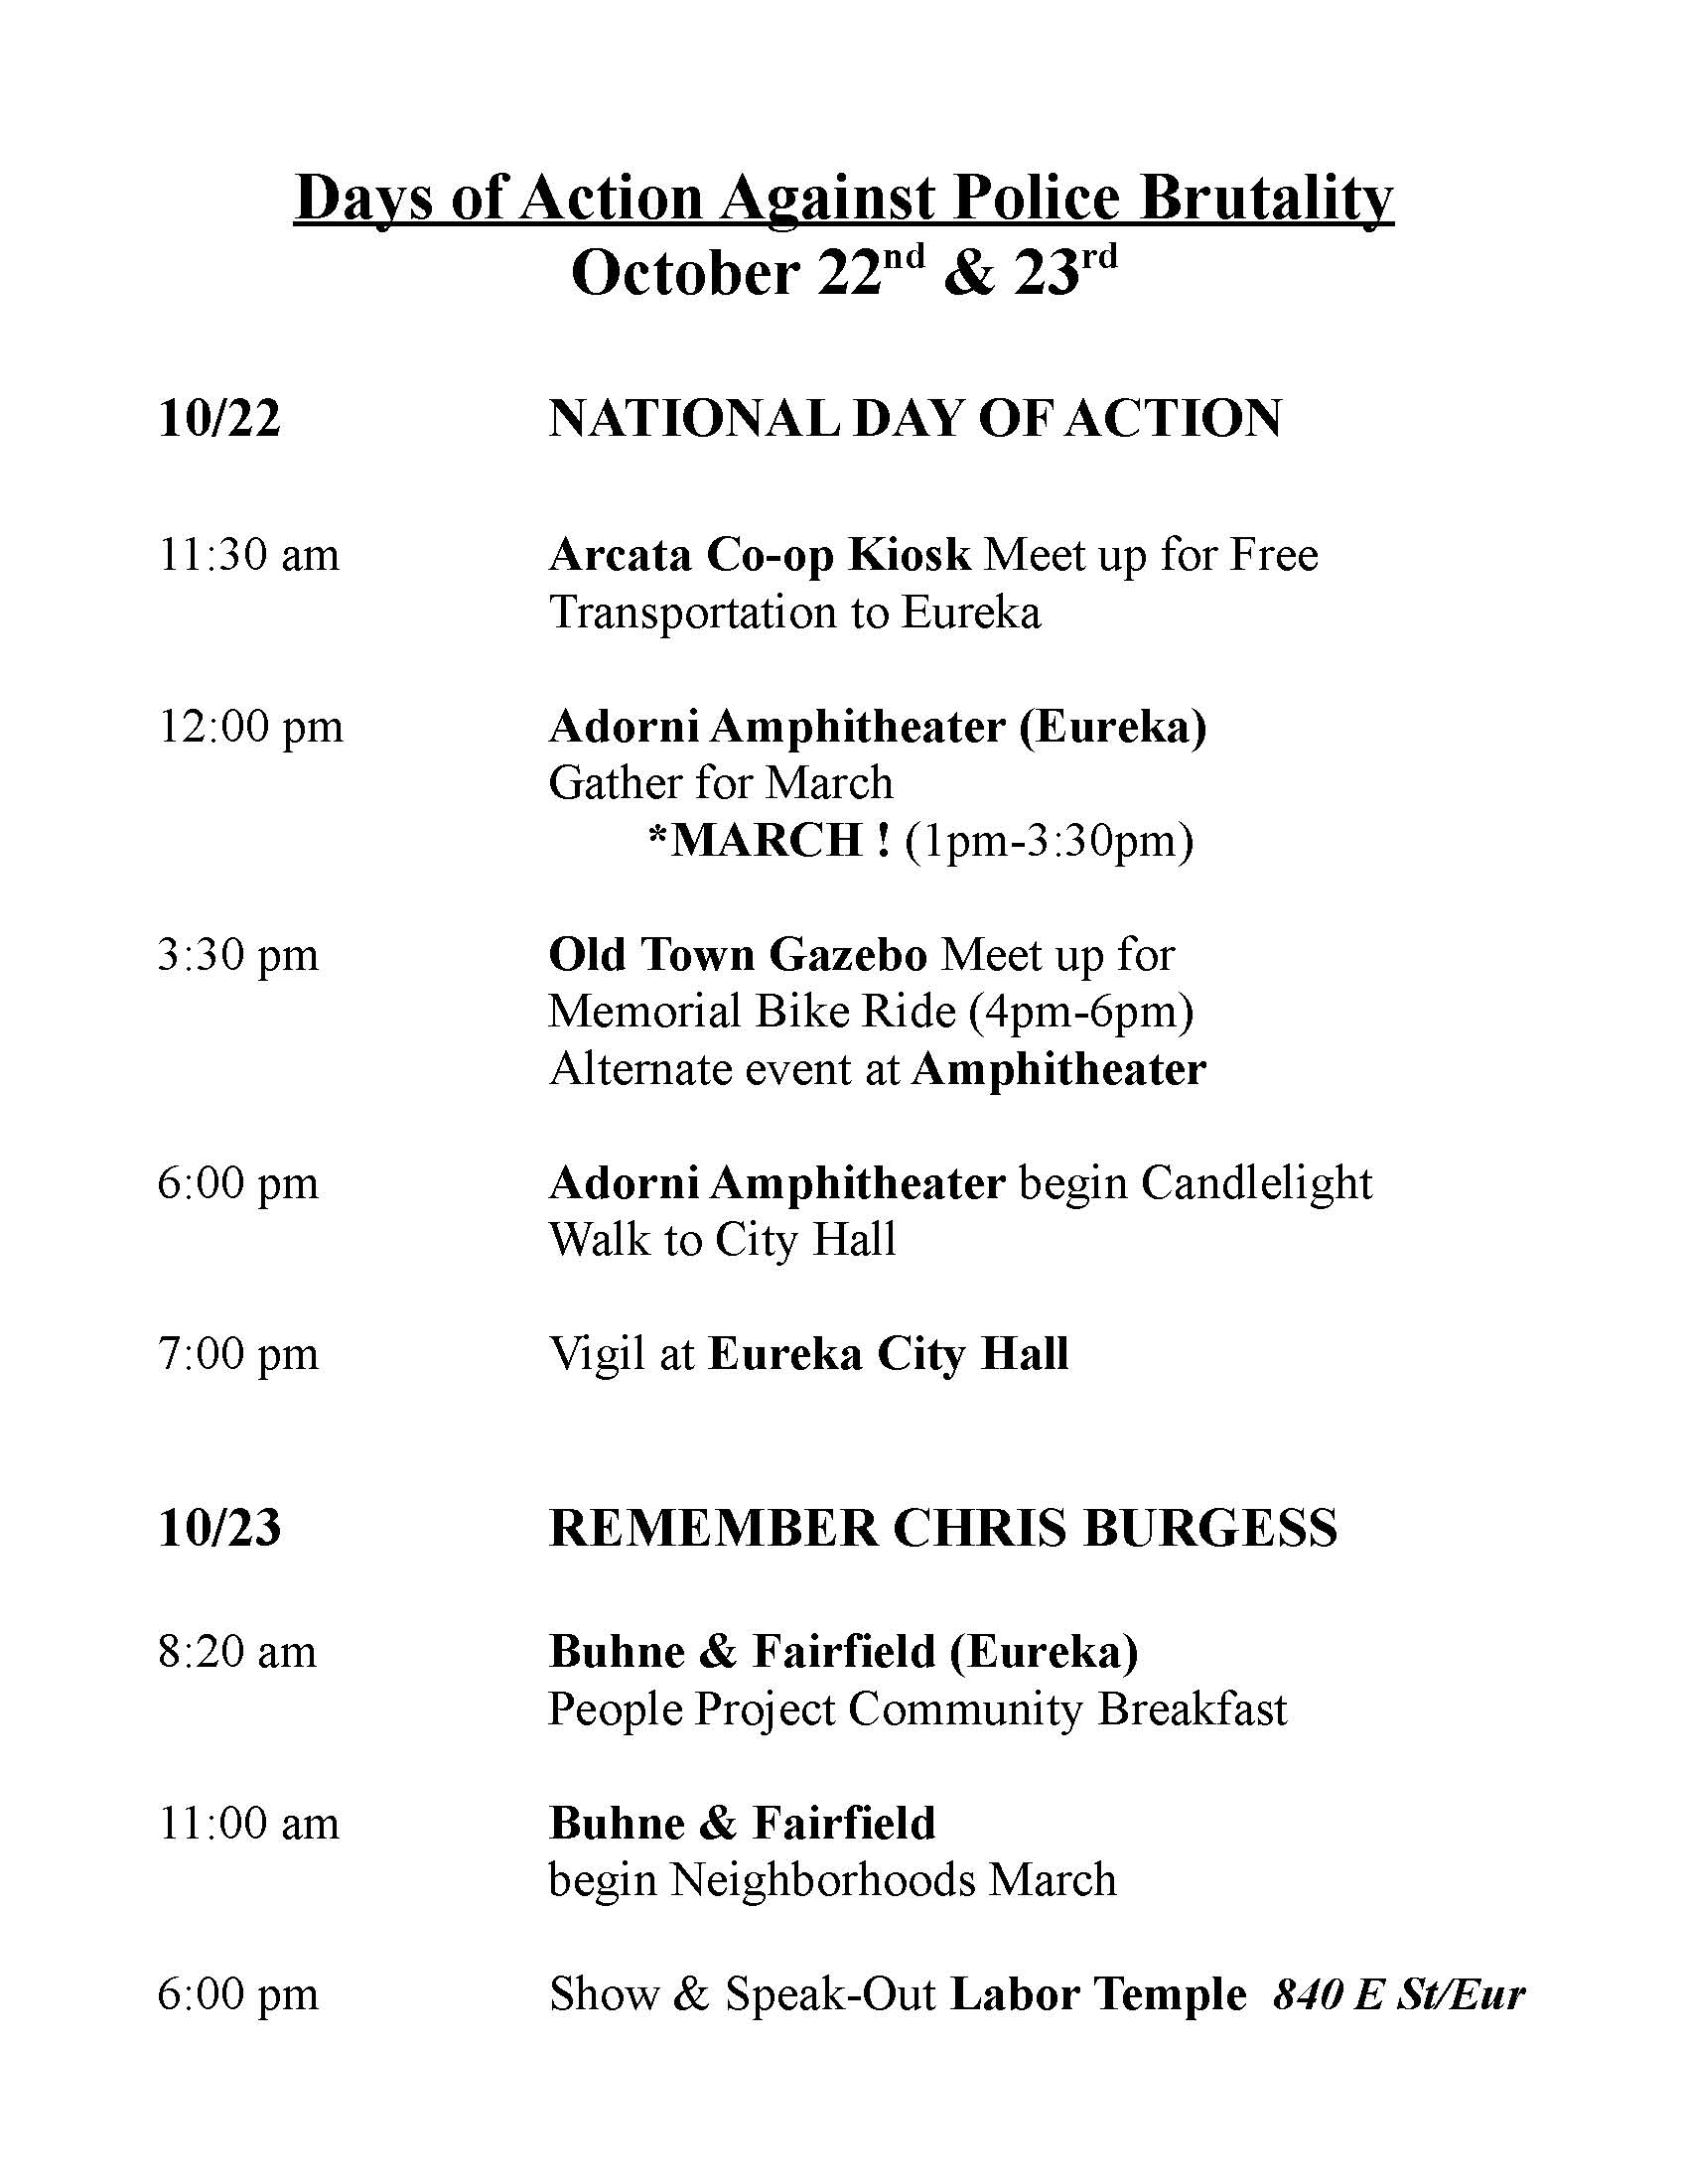 Days of Action Against Police Brutality
October 22nd & 23rd
10/22 NATIONAL DAY OF ACTION
11:30 am Arcata Co-op Kiosk Meet up for Free
Transportation to Eureka
12:00 pm Adorni Amphitheater (Eureka)
Gather for March
*MARCH ! (1pm-3:30pm)
3:30 pm Old Town Gazebo Meet up for
Memorial Bike Ride (4pm-6pm)
Alternate event at Amphitheater
6:00 pm Adorni Amphitheater begin Candlelight
Walk to City Hall
7:00 pm Vigil at Eureka City Hall
10/23 REMEMBER CHRIS BURGESS
8:20 am Buhne & Fairfield (Eureka)
People Project Community Breakfast
11:00 am Buhne & Fairfield
begin Neighborhoods March
6:00 pm Show & Speak-Out Labor Temple 840 E St/Eur